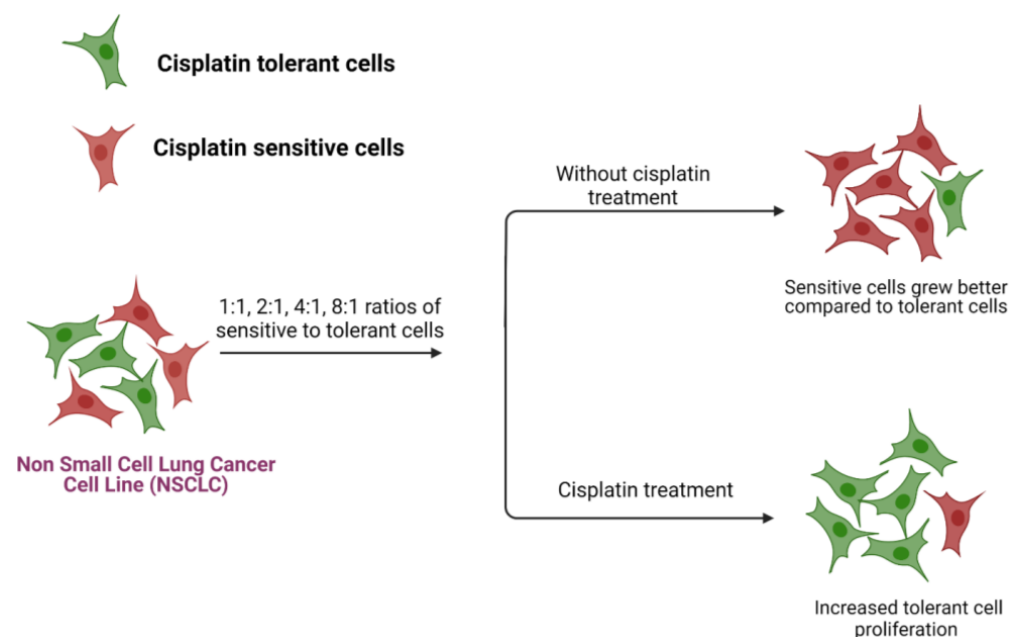 Cisplatin tolerant cells
Cisplatin sensitive cells
1:1, 2:1, 4:1, 8:1 ratios of
sensitive to tolerant cells
Non Small Cell Lung Cancer
Cell Line (NSCLC)
Without cisplatin
treatment
Sensitive cells grew better
compared to tolerant cells
Cisplatin treatment
Increased tolerant cell
proliferation